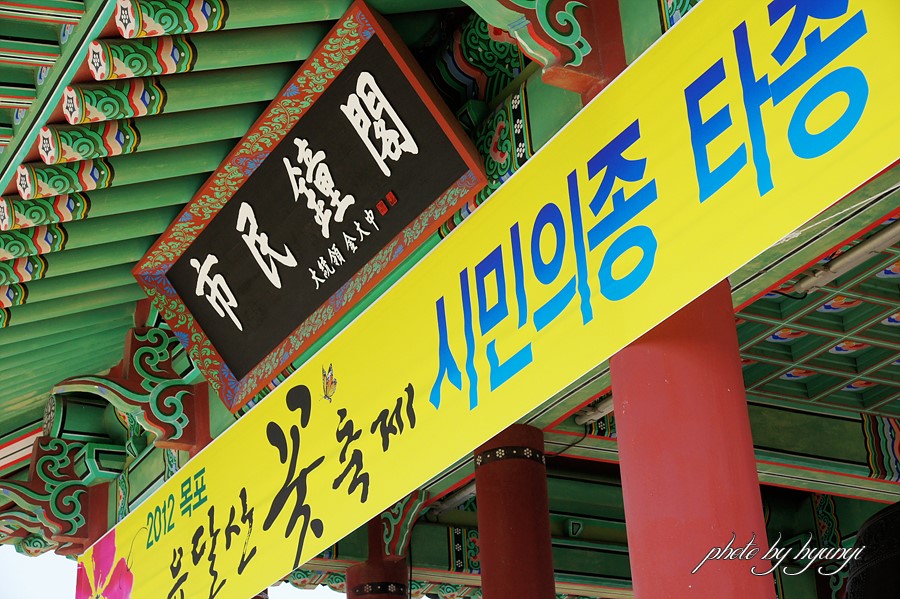 市民鐘閣
大統領 金大中
2012 목포
유달산 꽃 축제 시민의종 타종
photo by hyunyi